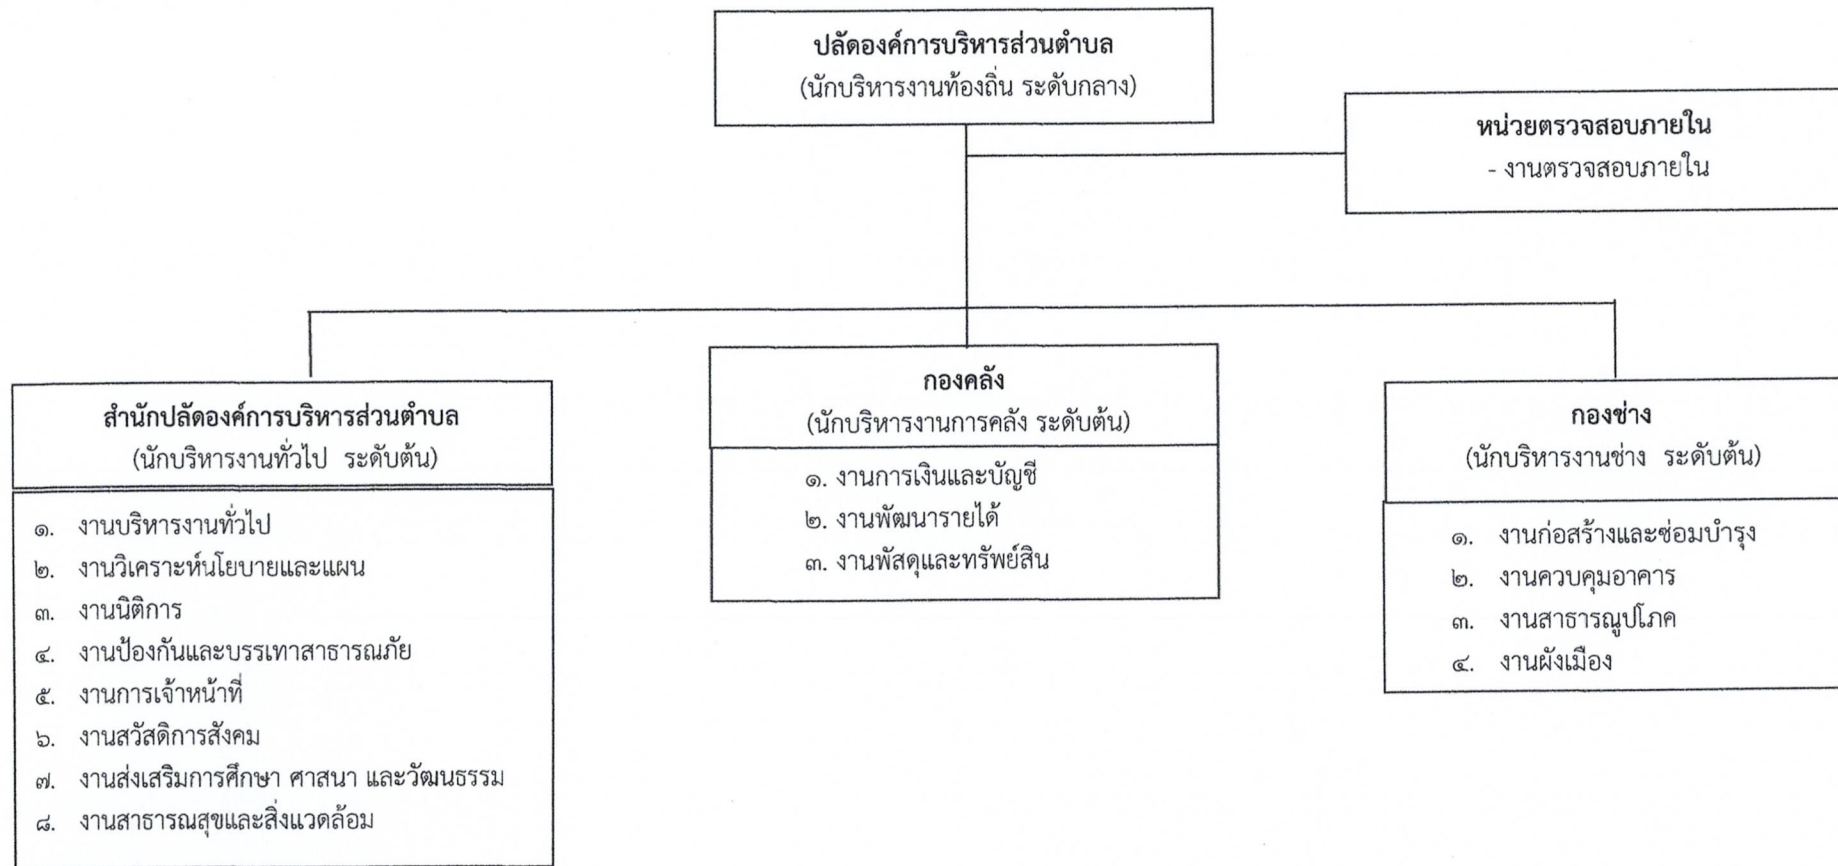 ปลัดองค์การบริหารส่วนตำบล
(นักบริหารงานท้องถิ่น ระดับกลาง)
หน่วยตรวจสอบภายใน
- งานตรวจสอบภายใน
สำนักปลัดองค์การบริหารส่วนตำบล
(นักบริหารงานทั่วไป ระดับต้น)
๑. งานบริหารงานทั่วไป
๒. งานวิเคราะห์นโยบายและแผน
๓. งานนิติการ
๔. งานป้องกันและบรรเทาสาธารณภัย
๕. งานการเจ้าหน้าที่
๖. งานสวัสดิการสังคม
๗. งานส่งเสริมการศึกษา ศาสนา และวัฒนธรรม
๘. งานสาธารณสุขและสิ่งแวดล้อม
กองคลัง
(นักบริหารงานการคลัง ระดับต้น)
๑. งานการเงินและบัญชี
๒. งานพัฒนารายได้
๓. งานพัสดุและทรัพย์สิน
กองช่าง
(นักบริหารงานช่าง ระดับต้น)
๑. งานก่อสร้างและซ่อมบำรุง
๒. งานควบคุมอาคาร
๓. งานสาธารณูปโภค
๔. งานผังเมือง